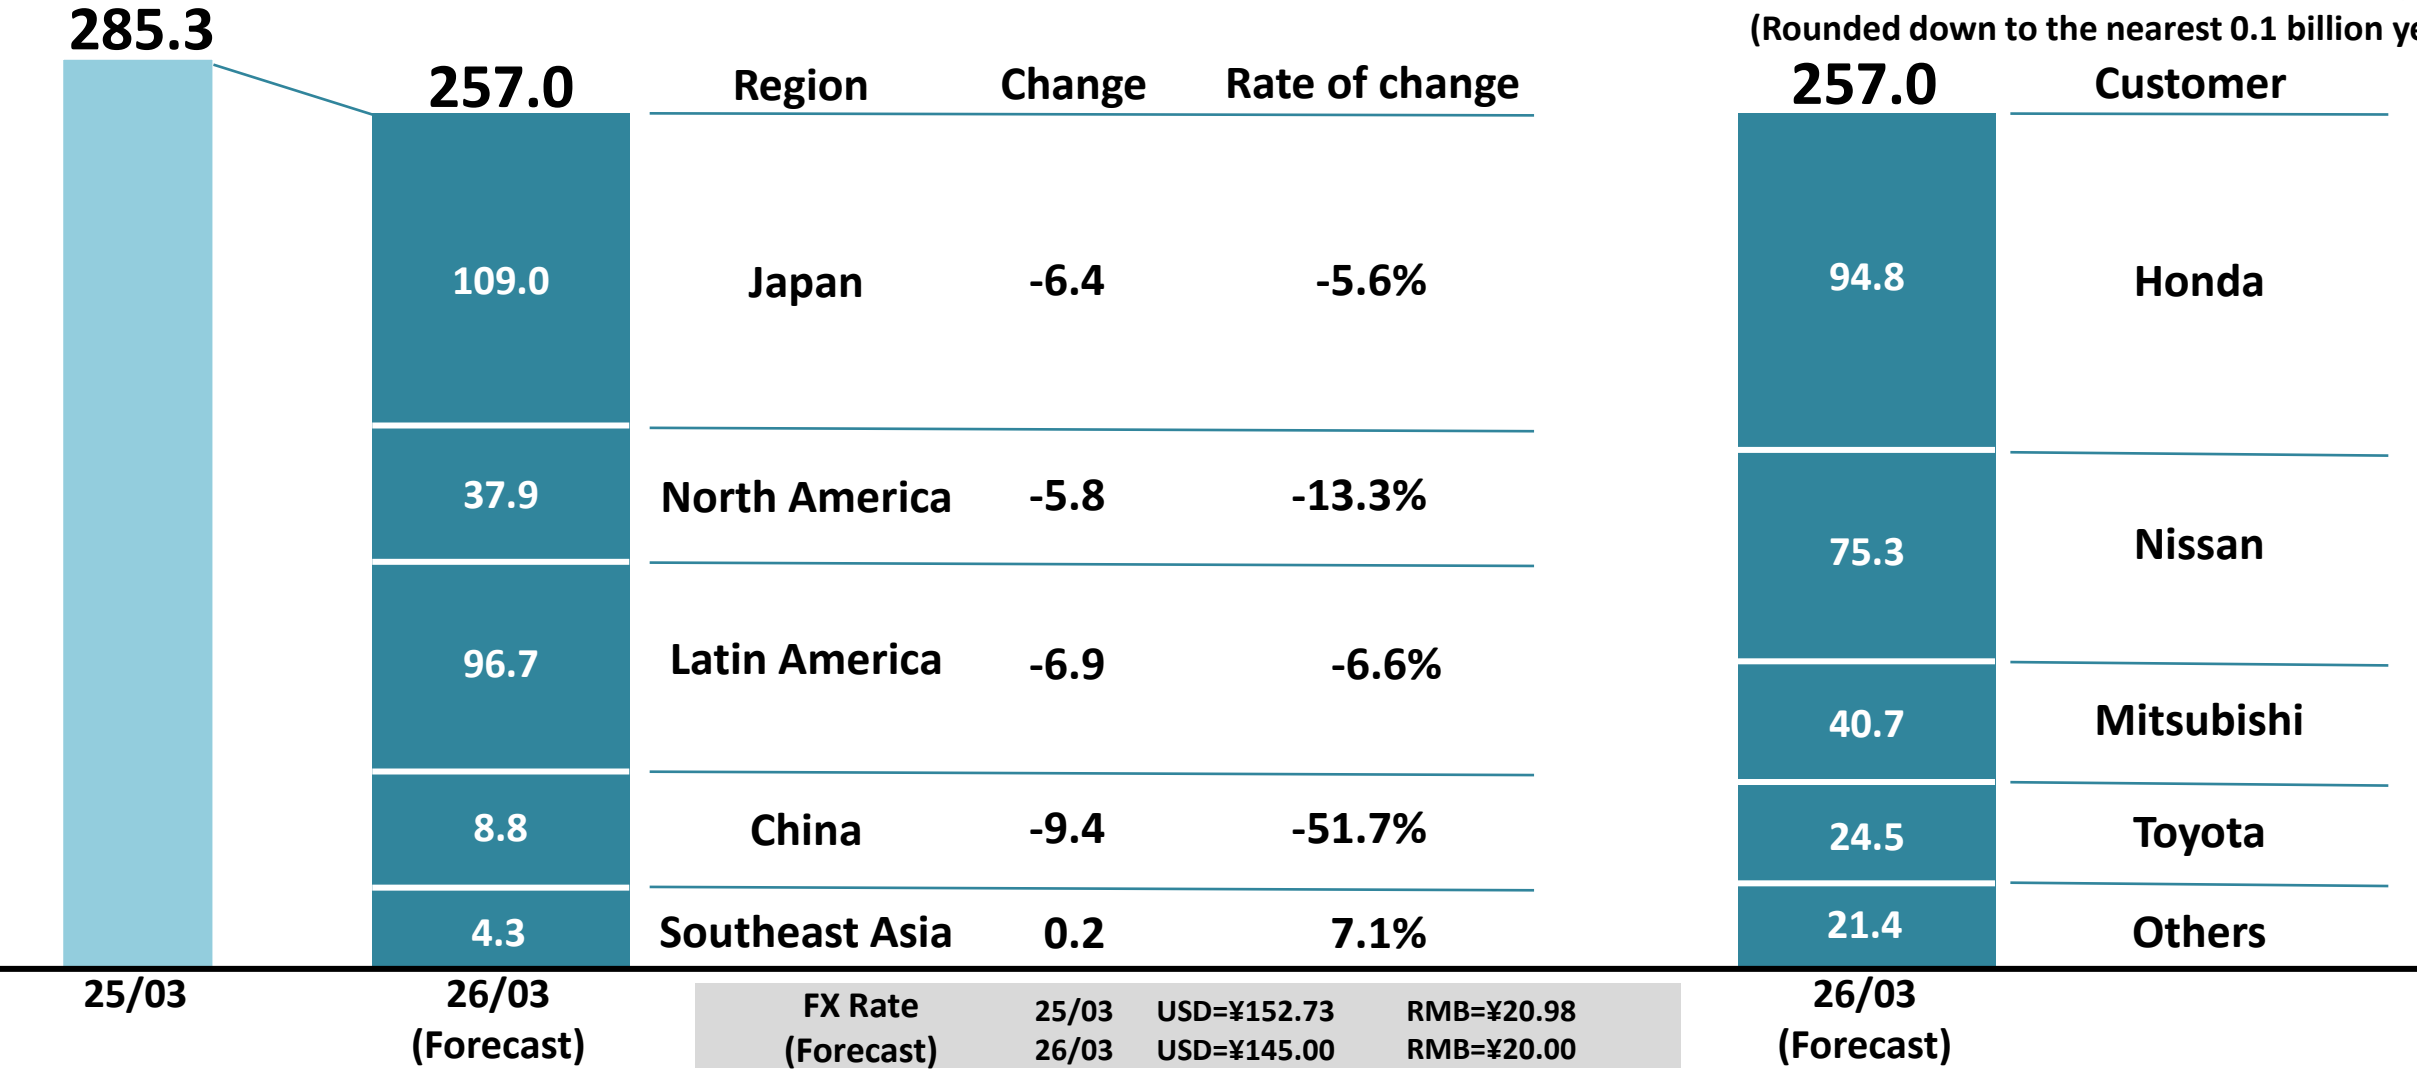 285.3
(Rounded down to the nearest 0.1 billion ye
257.0 Region Change Rate of change 257.0 Customer
109.0 Japan -6.4 -5.6% 94.8 Honda
37.9 North America -5.8 -13.3% 75.3 Nissan
96.7 Latin America -6.9 -6.6% 40.7 Mitsubishi
8.8 China -9.4 -51.7% 24.5 Toyota
4.3 Southeast Asia 0.2 7.1% 21.4 Others
25/03 26/03 26/03
(Forecast) (Forecast)
FX Rate 25/03 USD=¥152.73 RMB=¥20.98
(Forecast) 26/03 USD=¥145.00 RMB=¥20.00